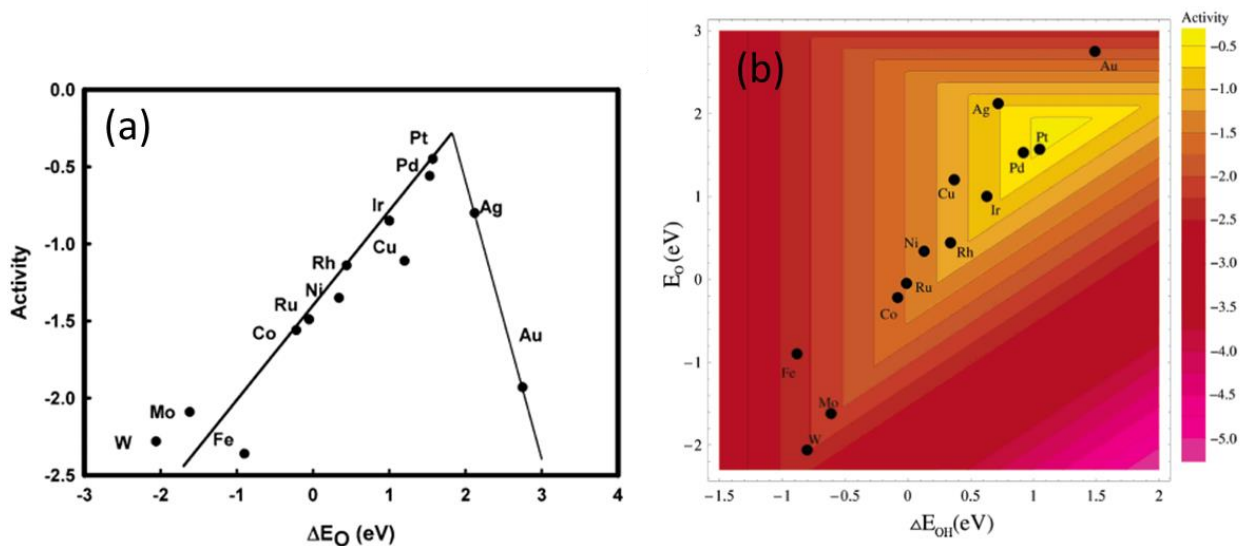 (a)
Activity
0.0
-0.5
-1.0
-1.5
-2.0
-2.5
-3
-2
-1
0
1
2
3
4
ΔEO (eV)
Pt
Pd
Ir
Ag
Cu
Rh
Ni
Ru
Co
Au
Mo
W
Fe
(b)
Activity
3
2
1
0
−1
−2
E_O (eV)
−1.5
−1.0
−0.5
0
0.5
1.0
1.5
2
△E_OH(eV)
Au
Ag
Pt
Pd
Cu
Ir
Ni
Rh
Ru
Co
Fe
Mo
W
−0.5
−1.0
−1.5
−2.0
−2.5
−3.0
−3.5
−4.0
−4.5
−5.0